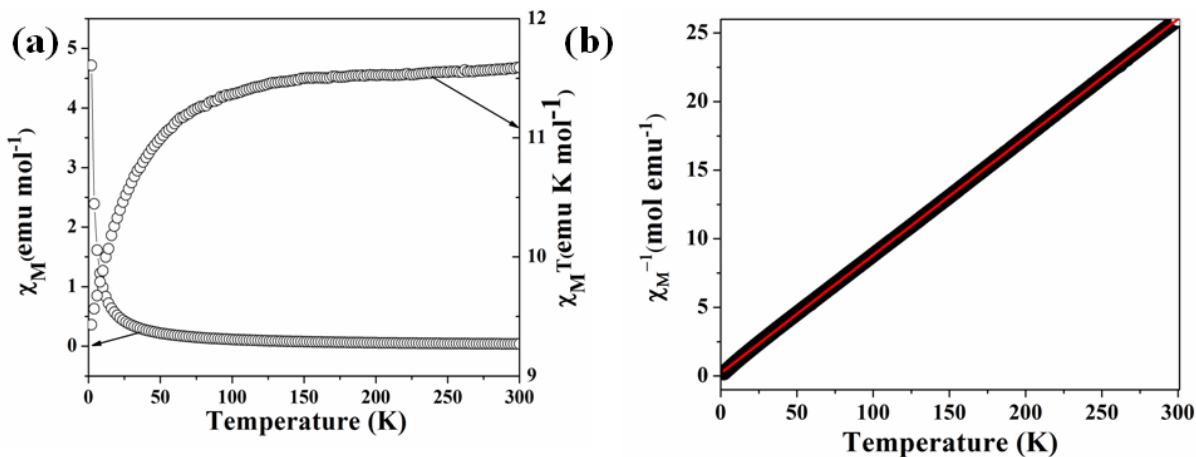 (a)
5
4
3
2
1
0
χM(emu mol-1)
12
11
10
9
χMT(emu K mol-1)
0 50 100 150 200 250 300
Temperature (K)
(b)
25
20
15
10
5
0
χM−1(mol emu-1)
50 100 150 200 250 300
Temperature (K)